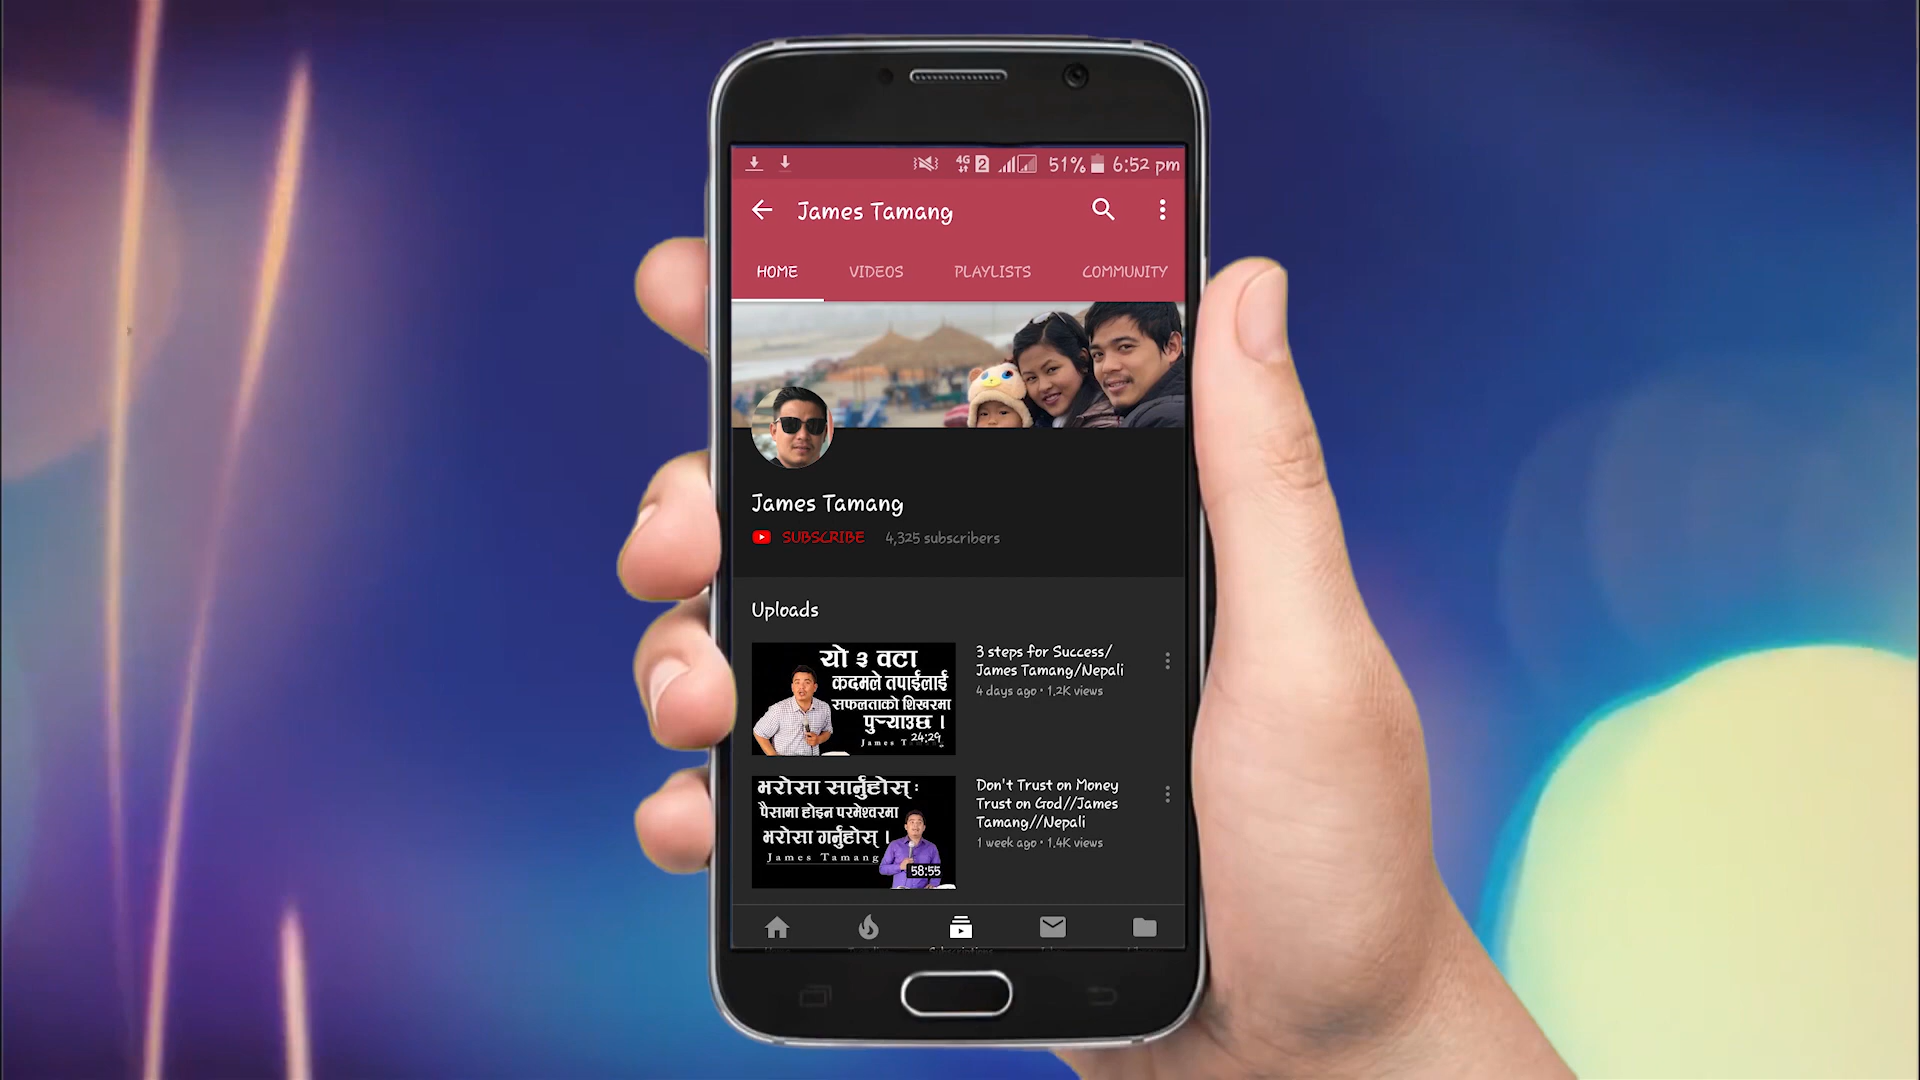 4G 2 51% 6:52 pm
James Tamang
HOME VIDEOS PLAYLISTS COMMUNITY
James Tamang
SUBSCRIBE 4,325 subscribers
Uploads
यो ३ वटा
कदमले तपाईंलाई
सफलताको शिखरमा
पुऱ्याउछ ।
24:29
James
3 steps for Success/
James Tamang/Nepali
4 days ago • 1.2K views
भरोसा सार्नुहोस् :
पैसामा होइन परमेश्वरमा
भरोसा गर्नुहोस् ।
James Tamang
58:55
Don't Trust on Money
Trust on God//James
Tamang//Nepali
1 week ago • 1.4K views